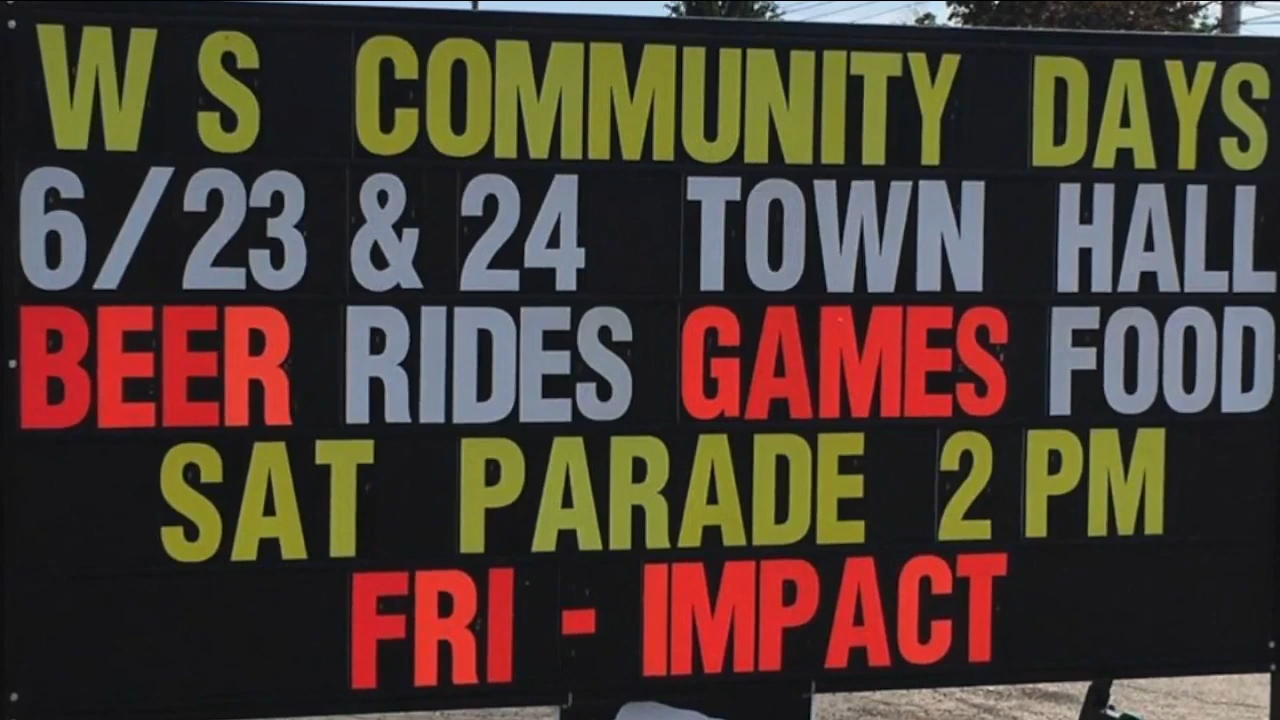 W S COMMUNITY DAYS
6/23 & 24 TOWN HALL
BEER RIDES GAMES FOOD
SAT PARADE 2 PM
FRI - IMPACT